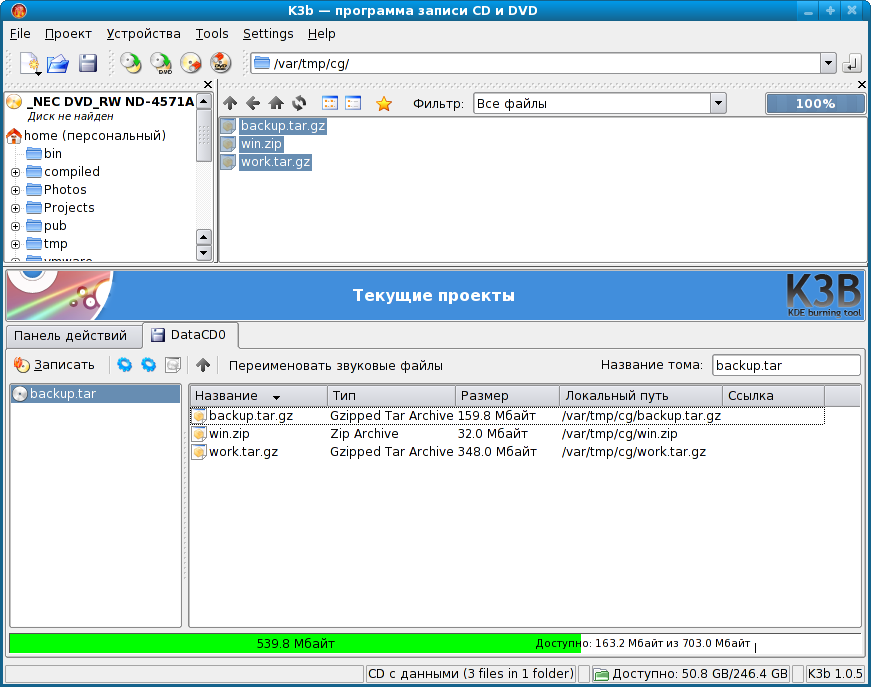 K3b — программа записи CD и DVD
File Проект Устройства Tools Settings Help
/var/tmp/cg/
_NEC DVD_RW ND-4571A
Диск не найден
home (персональный)
bin
compiled
Photos
Projects
pub
tmp
vmware
Фильтр: Все файлы 100%
backup.tar.gz
win.zip
work.tar.gz
Текущие проекты
K3B
KDE burning tool
Панель действий DataCD0
Записать Переименовать звуковые файлы Название тома: backup.tar
backup.tar
Название Тип Размер Локальный путь Ссылка
backup.tar.gz Gzipped Tar Archive 159.8 Мбайт /var/tmp/cg/backup.tar.gz
win.zip Zip Archive 32.0 Мбайт /var/tmp/cg/win.zip
work.tar.gz Gzipped Tar Archive 348.0 Мбайт /var/tmp/cg/work.tar.gz
539.8 Мбайт Доступно: 163.2 Мбайт из 703.0 Мбайт
CD с данными (3 files in 1 folder) Доступно: 50.8 GB/246.4 GB K3b 1.0.5